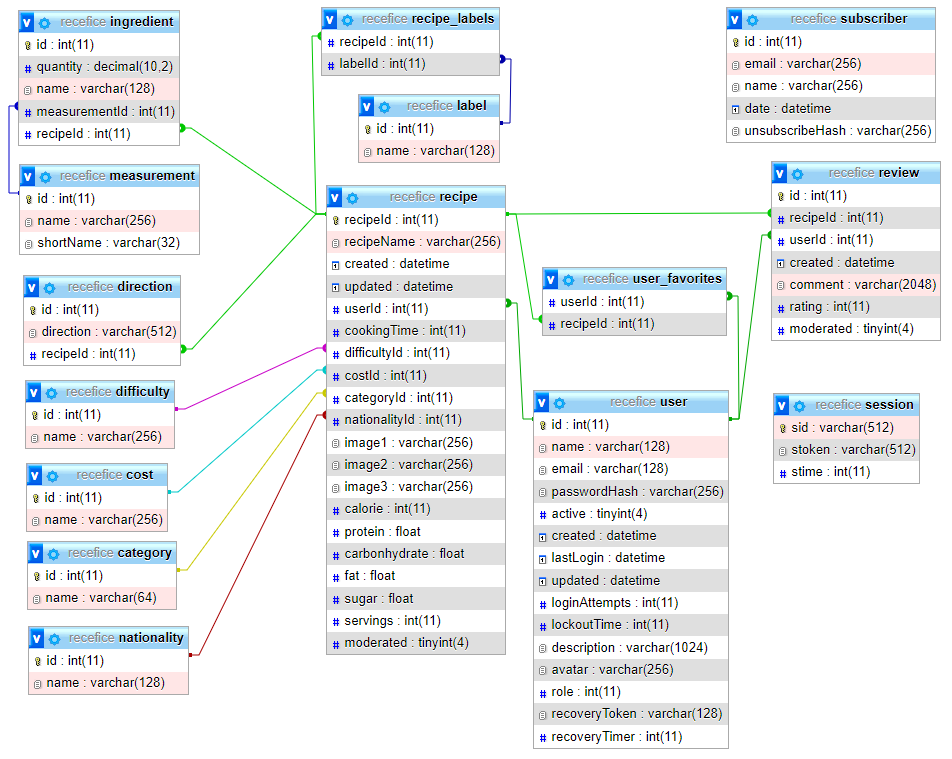 recefice ingredient
id : int(11)
quantity : decimal(10,2)
name : varchar(128)
measurementId : int(11)
recipeId : int(11)
recefice measurement
id : int(11)
name : varchar(256)
shortName : varchar(32)
recefice direction
id : int(11)
direction : varchar(512)
recipeId : int(11)
recefice difficulty
id : int(11)
name : varchar(256)
recefice cost
id : int(11)
name : varchar(256)
recefice category
id : int(11)
name : varchar(64)
recefice nationality
id : int(11)
name : varchar(128)
recefice recipe_labels
recipeId : int(11)
labelId : int(11)
recefice label
id : int(11)
name : varchar(128)
recefice recipe
recipeId : int(11)
recipeName : varchar(256)
created : datetime
updated : datetime
userId : int(11)
cookingTime : int(11)
difficultyId : int(11)
costId : int(11)
categoryId : int(11)
nationalityId : int(11)
image1 : varchar(256)
image2 : varchar(256)
image3 : varchar(256)
calorie : int(11)
protein : float
carbonhydrate : float
fat : float
sugar : float
servings : int(11)
moderated : tinyint(4)
recefice user_favorites
userId : int(11)
recipeId : int(11)
recefice user
id : int(11)
name : varchar(128)
email : varchar(128)
passwordHash : varchar(256)
active : tinyint(4)
created : datetime
lastLogin : datetime
updated : datetime
loginAttempts : int(11)
lockoutTime : int(11)
description : varchar(1024)
avatar : varchar(256)
role : int(11)
recoveryToken : varchar(128)
recoveryTimer : int(11)
recefice subscriber
id : int(11)
email : varchar(256)
name : varchar(256)
date : datetime
unsubscribeHash : varchar(256)
recefice review
id : int(11)
recipeId : int(11)
userId : int(11)
created : datetime
comment : varchar(2048)
rating : int(11)
moderated : tinyint(4)
recefice session
sid : varchar(512)
stoken : varchar(512)
stime : int(11)